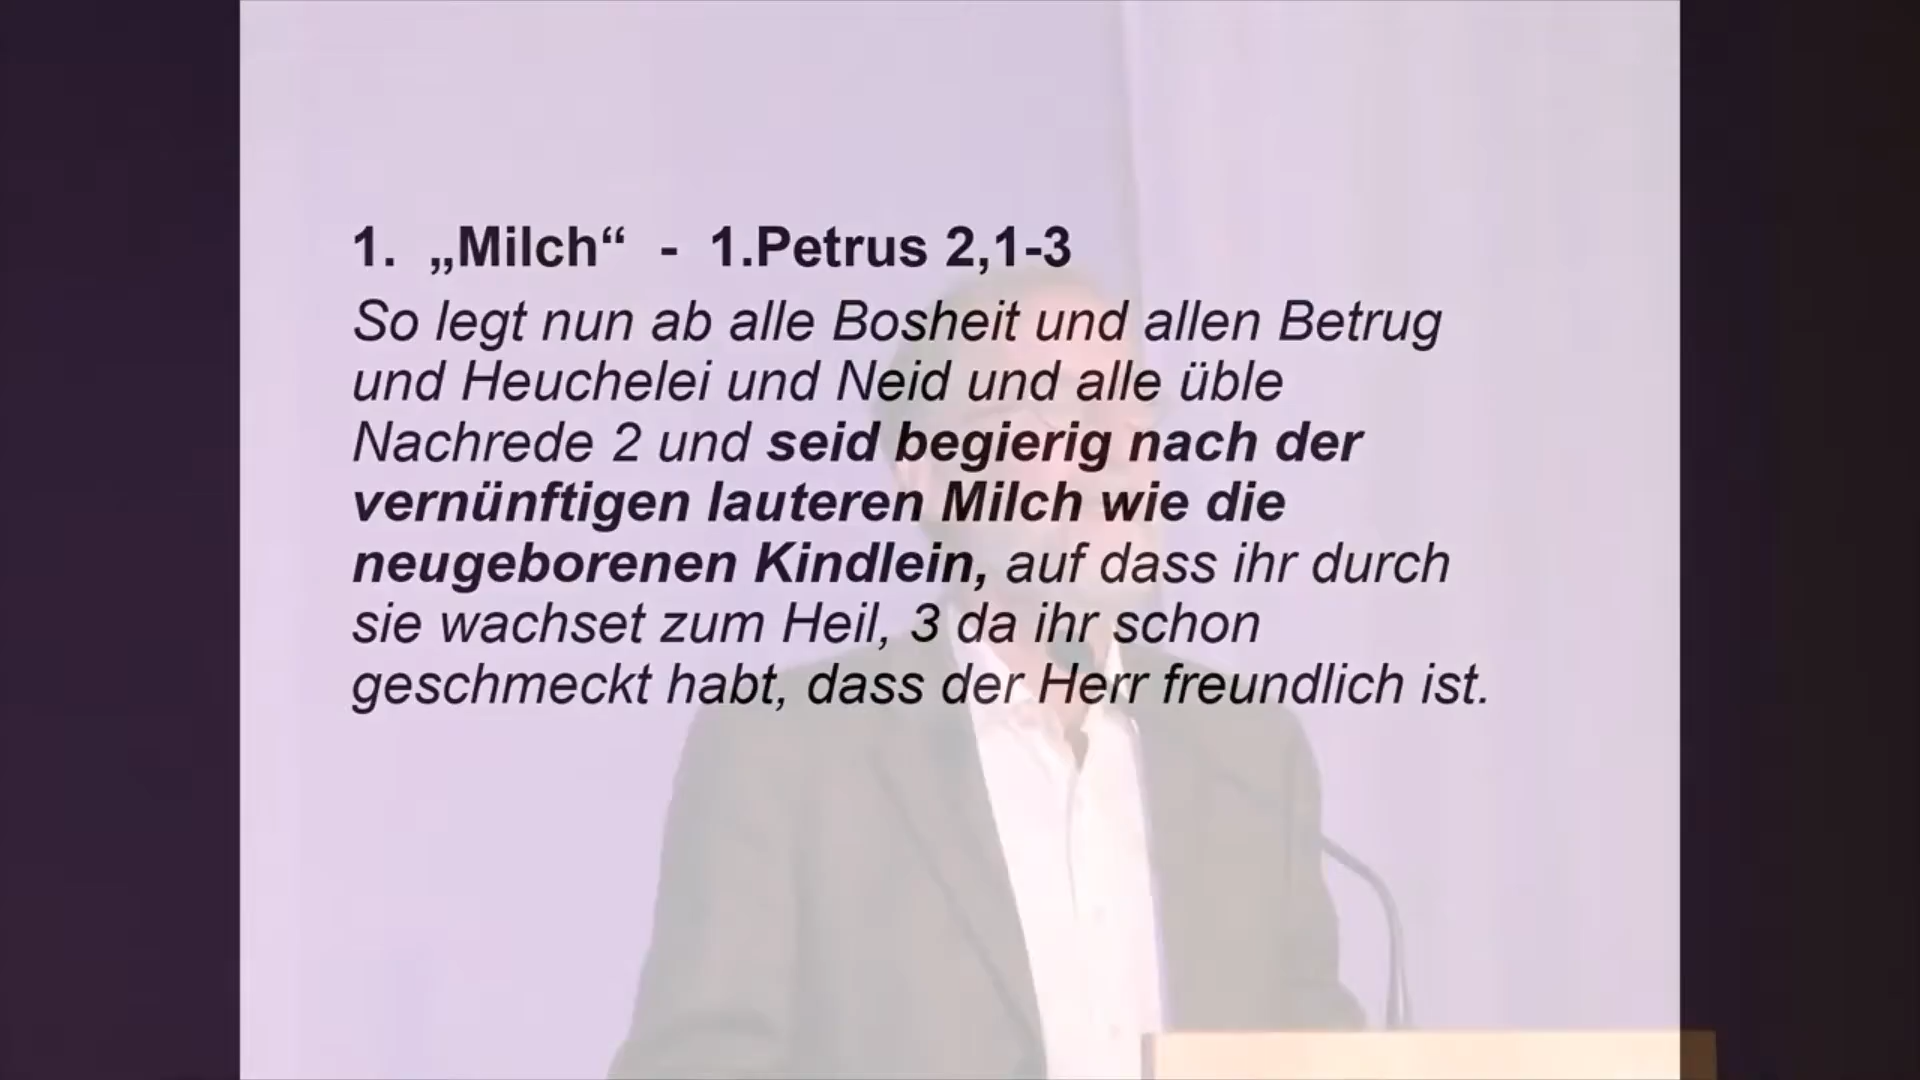 1. „Milch“ - 1.Petrus 2,1-3
So legt nun ab alle Bosheit und allen Betrug
und Heuchelei und Neid und alle üble
Nachrede 2 und seid begierig nach der
vernünftigen lauteren Milch wie die
neugeborenen Kindlein, auf dass ihr durch
sie wachset zum Heil, 3 da ihr schon
geschmeckt habt, dass der Herr freundlich ist.